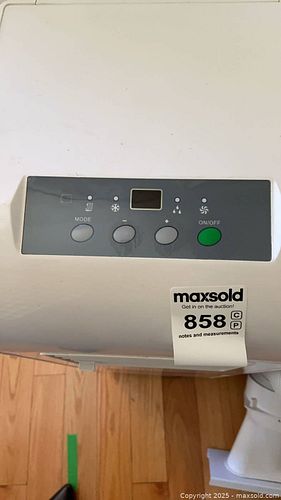 MODE
−
+
ON/OFF
maxsold
Get in on the auction!
858 C
P
notes and measurements
Copyright 2025 - maxsold.com